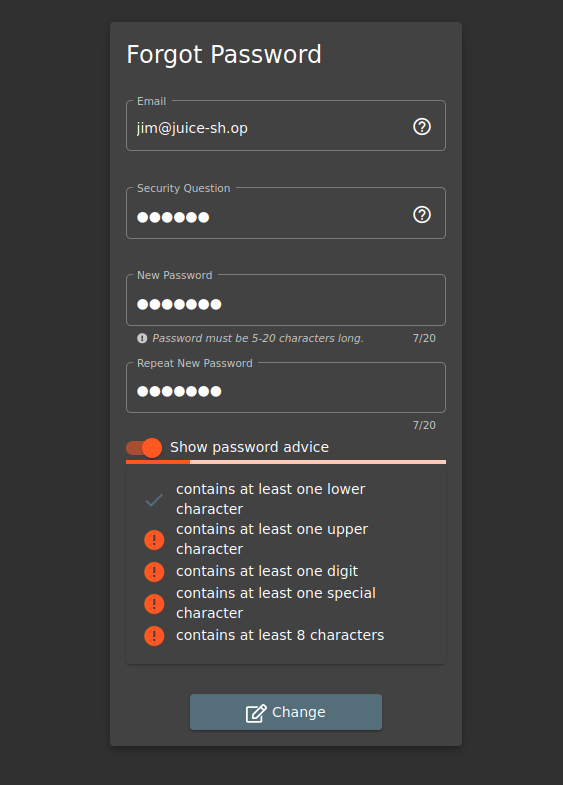 Forgot Password
Email
jim@juice-sh.op
Security Question
●●●●●●
New Password
●●●●●●●
Password must be 5-20 characters long. 7/20
Repeat New Password
●●●●●●●
7/20
Show password advice
contains at least one lower
character
contains at least one upper
character
contains at least one digit
contains at least one special
character
contains at least 8 characters
Change